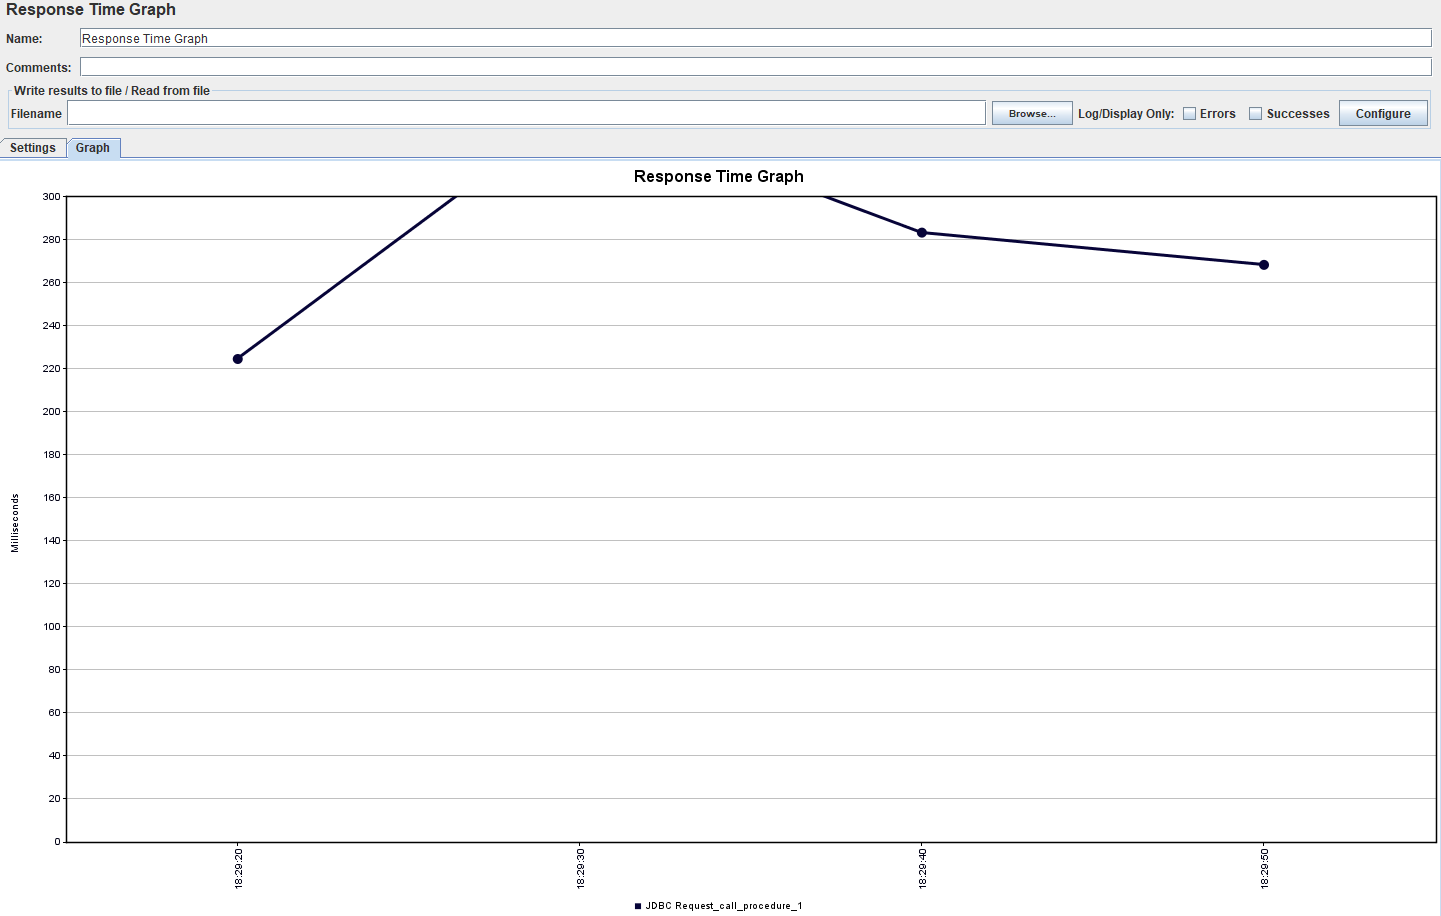 Response Time Graph
Name: Response Time Graph
Comments:
Write results to file / Read from file
Filename Browse... Log/Display Only: Errors Successes Configure
Settings Graph
Response Time Graph
300
280
260
240
220
200
180
160
140
120
100
80
60
40
20
0
Milliseconds
18:29:20 18:29:30 18:29:40 18:29:50
JDBC Request_call_procedure_1